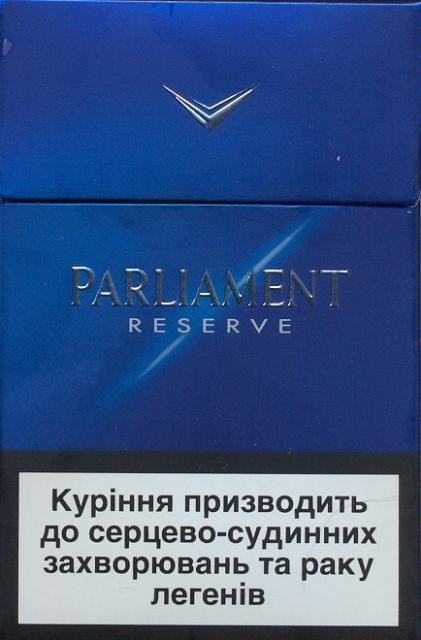 PARLIAMENT
RESERVE
Куріння призводить
до серцево-судинних
захворювань та раку
легенів